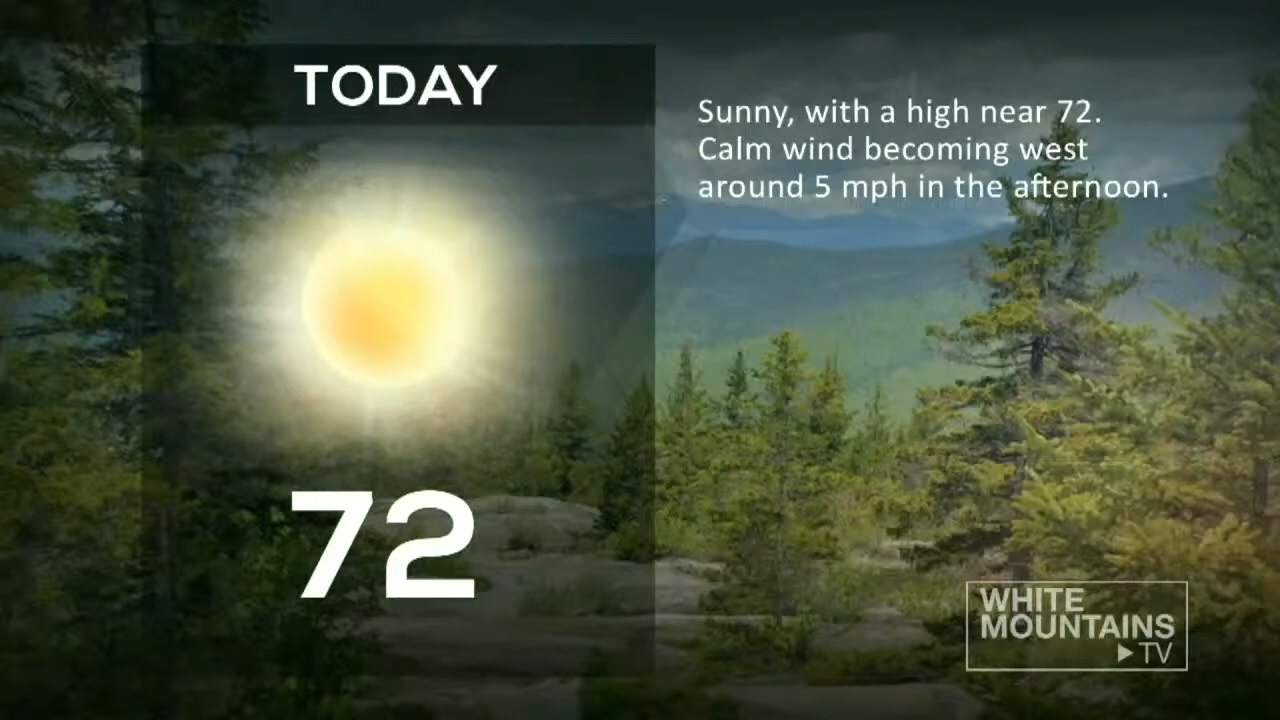 TODAY
72
Sunny, with a high near 72.
Calm wind becoming west
around 5 mph in the afternoon.
WHITE
MOUNTAINS
TV